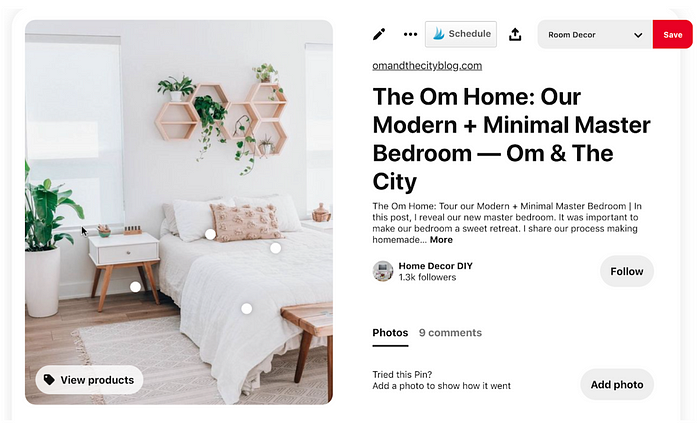 Schedule
Room Decor
Save
omandthecityblog.com
The Om Home: Our
Modern + Minimal Master
Bedroom — Om & The
City
The Om Home: Tour our Modern + Minimal Master Bedroom | In
this post, I reveal our new master bedroom. It was important to
make our bedroom a sweet retreat. I share our process making
homemade... More
Home Decor DIY
1.3k followers
Follow
Photos
9 comments
Tried this Pin?
Add a photo to show how it went
Add photo
View products